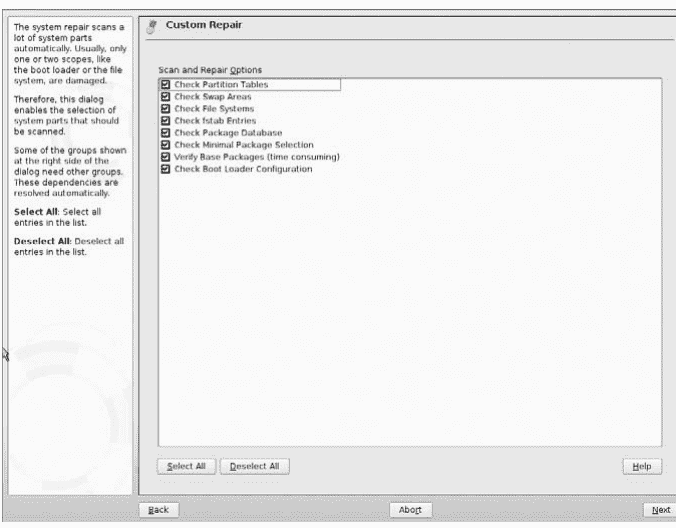 The system repair scans a
lot of system parts
automatically. Usually, only
one or two scopes, like
the boot loader or the file
system, are damaged.
Therefore, this dialog
enables the selection of
system parts that should
be scanned.
Some of the groups shown
at the right side of the
dialog need other groups.
These dependencies are
resolved automatically.
Select All: Select all
entries in the list.
Deselect All: Deselect all
entries in the list.
Custom Repair
Scan and Repair Options
Check Partition Tables
Check Swap Areas
Check File Systems
Check fstab Entries
Check Package Database
Check Minimal Package Selection
Verify Base Packages (time consuming)
Check Boot Loader Configuration
Select All
Deselect All
Help
Back
Abort
Next